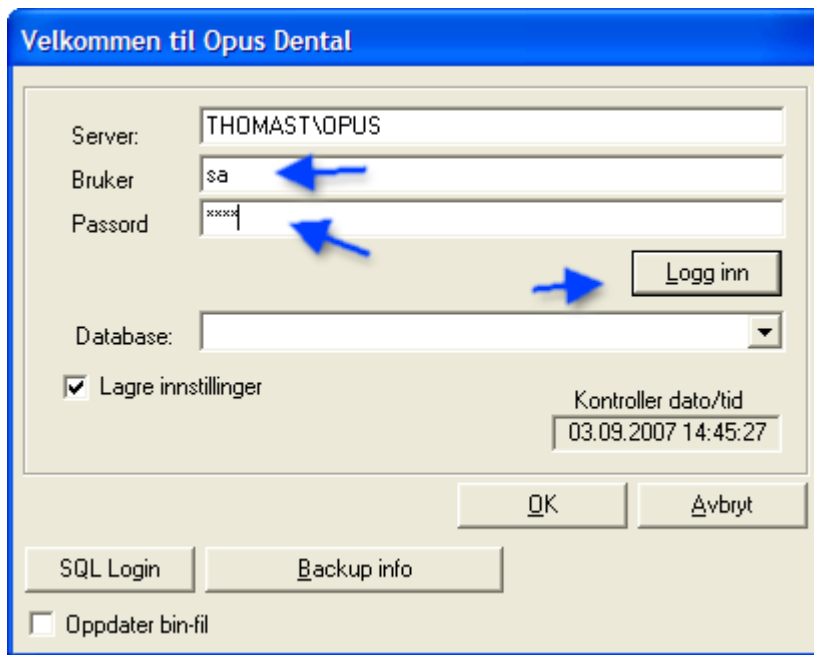 Velkommen til Opus Dental
Server: THOMAST\OPUS
Bruker sa
Passord ****
Logg inn
Database:
Lagre innstillinger
Kontroller dato/tid
03.09.2007 14:45:27
OK Avbryt
SQL Login Backup info
Oppdater bin-fil